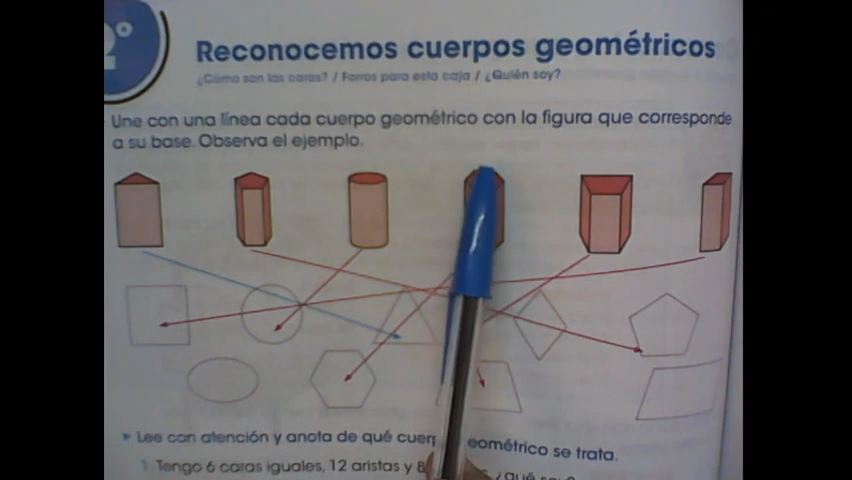 2°
Reconocemos cuerpos geométricos
¿Cómo son las caras? / Forros para esta caja / ¿Quién soy?
Une con una línea cada cuerpo geométrico con la figura que corresponde
a su base. Observa el ejemplo.
Lee con atención y anota de qué cuerp eométrico se trata.
1. Tengo 6 caras iguales, 12 aristas y 8